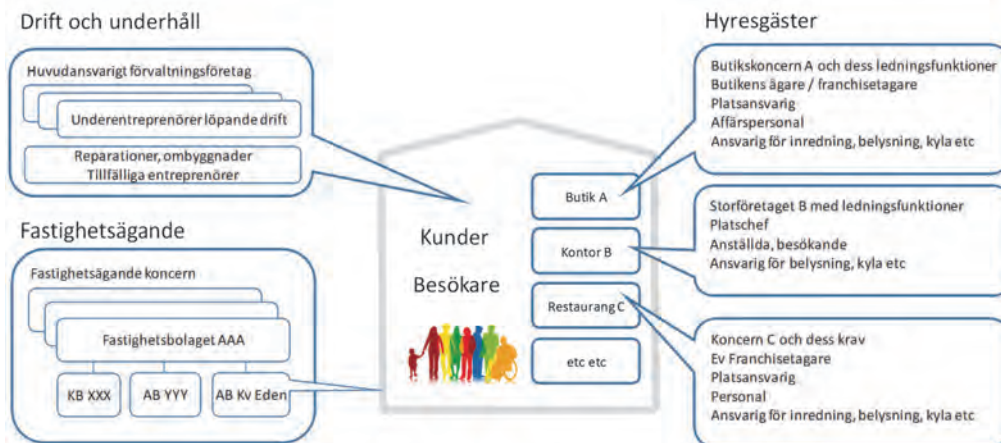 Drift och underhåll
Huvudansvarigt förvaltningsföretag
Underentreprenörer löpande drift
Reparationer, ombyggnader
Tillfälliga entreprenörer
Fastighetsägande
Fastighetsägande koncern
Fastighetsbolaget AAA
KB XXX
AB YYY
AB Kv Eden
Kunder
Besökare
Butik A
Kontor B
Restaurang C
etc etc
Hyresgäster
Butikskoncern A och dess ledningsfunktioner
Butikens ägare / franchisetagare
Platsansvarig
Affärspersonal
Ansvarig för inredning, belysning, kyla etc
Storföretaget B med ledningsfunktioner
Platschef
Anställda, besökande
Ansvarig för belysning, kyla etc
Koncern C och dess krav
Ev Franchisetagare
Platsansvarig
Personal
Ansvarig för inredning, belysning, kyla etc